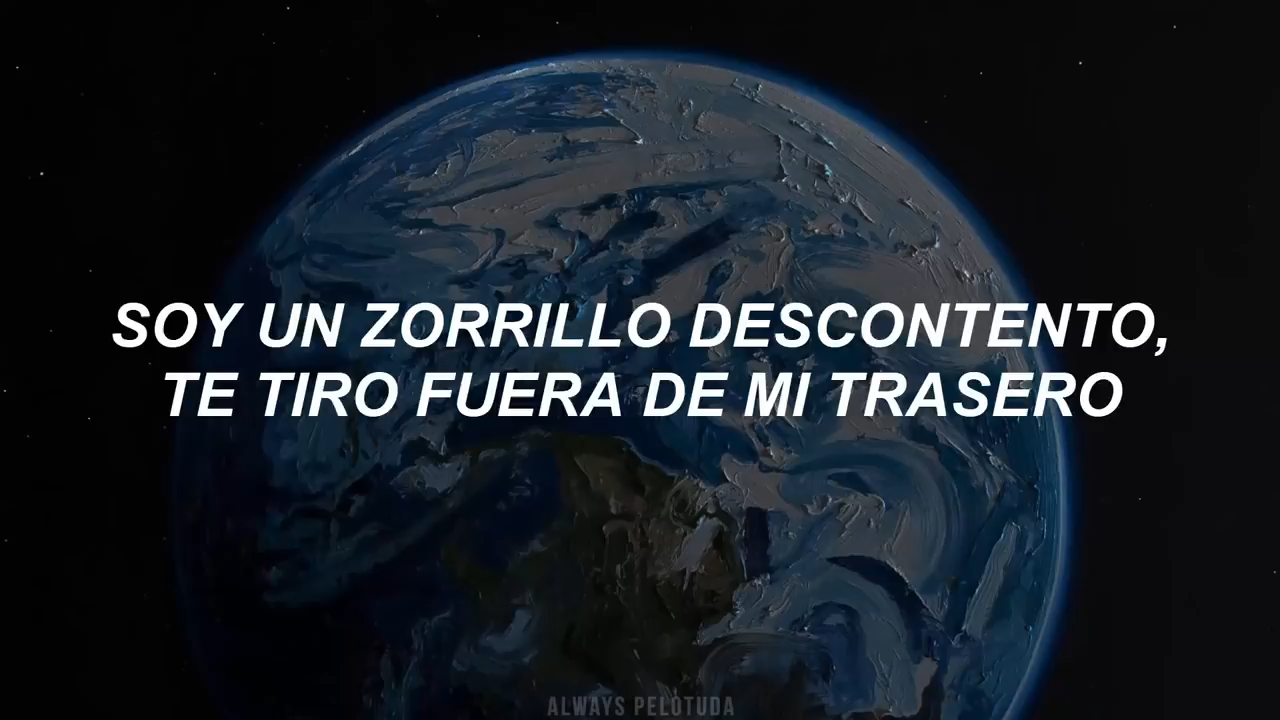 SOY UN ZORRILLO DESCONTENTO,
TE TIRO FUERA DE MI TRASERO
ALWAYS PELOTUDA